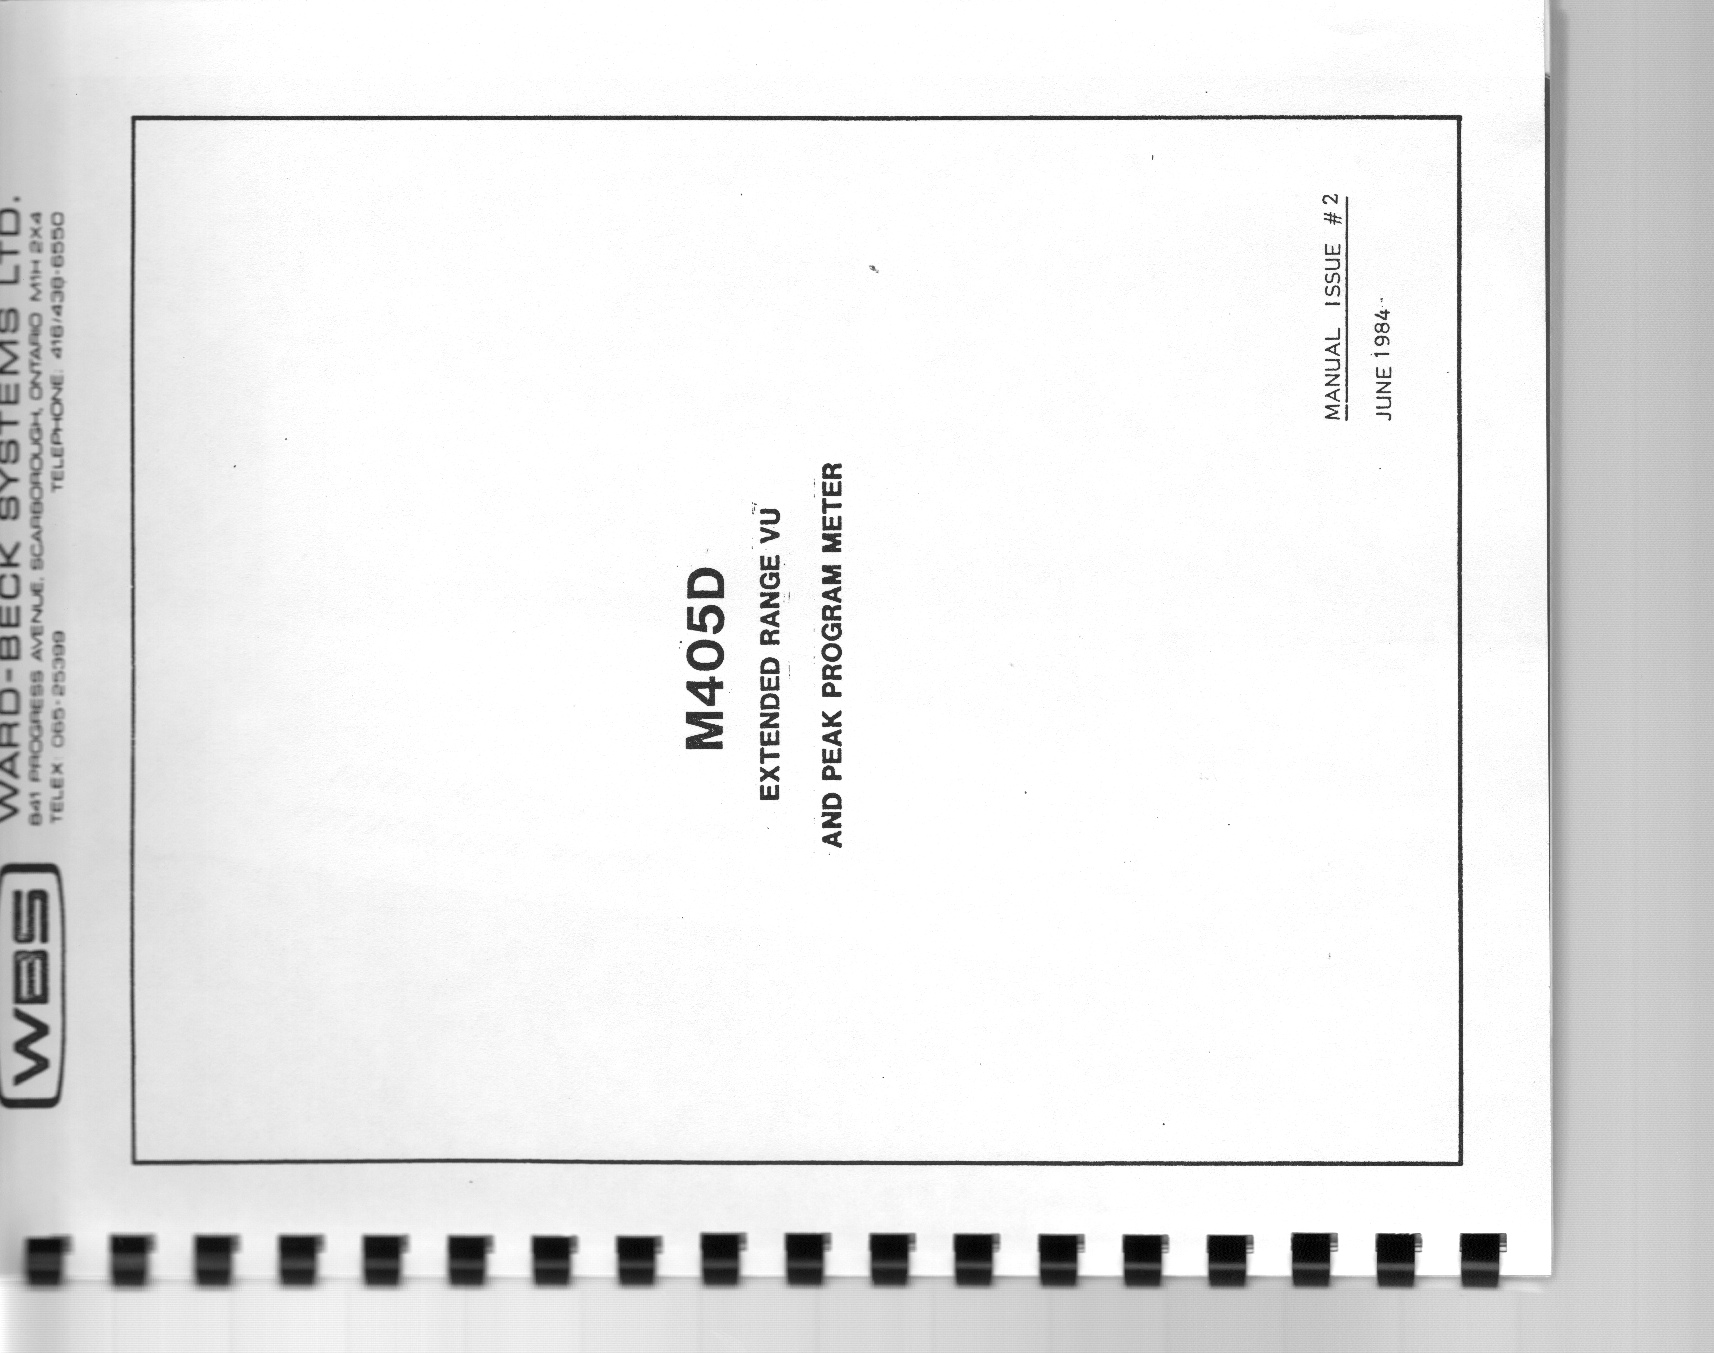 WBS
WARD-BECK SYSTEMS LTD.
841 PROGRESS AVENUE, SCARBOROUGH, ONTARIO M1H 2X4
TELEX: 065-25399 TELEPHONE: 416/438-6550
M405D
EXTENDED RANGE VU
AND PEAK PROGRAM METER
MANUAL ISSUE #2
JUNE 1984